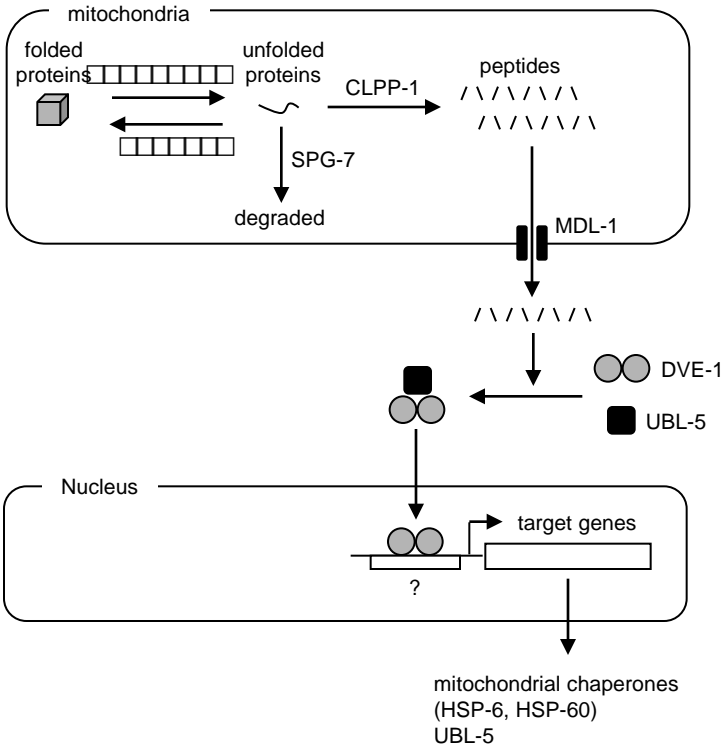 mitochondria
folded
proteins
unfolded
proteins
CLPP-1
peptides
SPG-7
degraded
MDL-1
DVE-1
UBL-5
Nucleus
target genes
?
mitochondrial chaperones
(HSP-6, HSP-60)
UBL-5